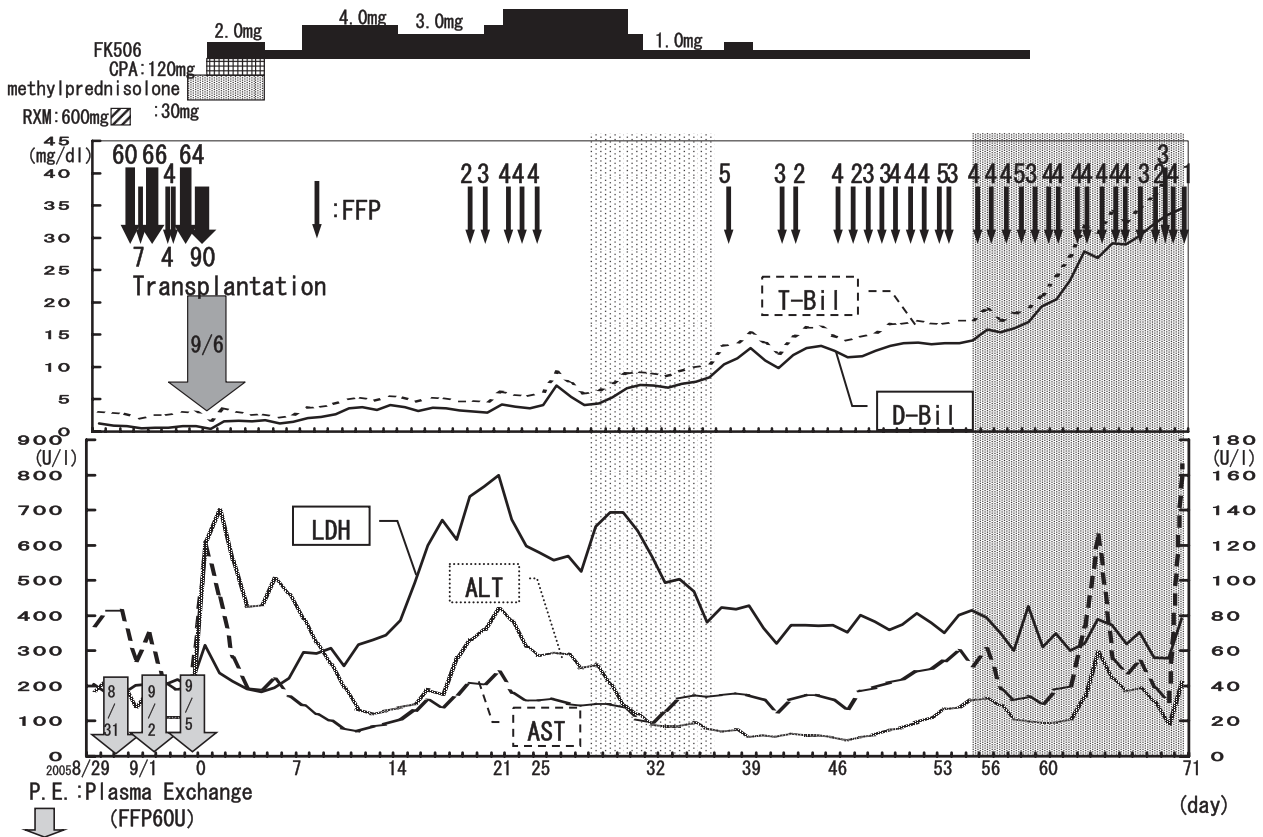 2.0mg
4.0mg
3.0mg
1.0mg
FK506
CPA:120mg
methylprednisolone
:30mg
RXM:600mg
45
(mg/dl)
40
35
30
25
20
15
10
5
0
60 66 4 64
7 4 90
:FFP
2 3 4 4 4
5 3 2 4 2 3 3 4 4 4 5 3
4 4 4 5 3 4 4 4 4 4 4 4 3 2 3 4 1
Transplantation
9/6
T-Bil
D-Bil
900
(U/l)
800
700
600
500
400
300
200
100
0
180
(U/l)
160
140
120
100
80
60
40
20
0
LDH
ALT
AST
8/31
9/2
9/5
2005 8/29 9/1 0 7 14 21 25 32 39 46 53 56 60 71
(day)
P.E.:Plasma Exchange
(FFP60U)